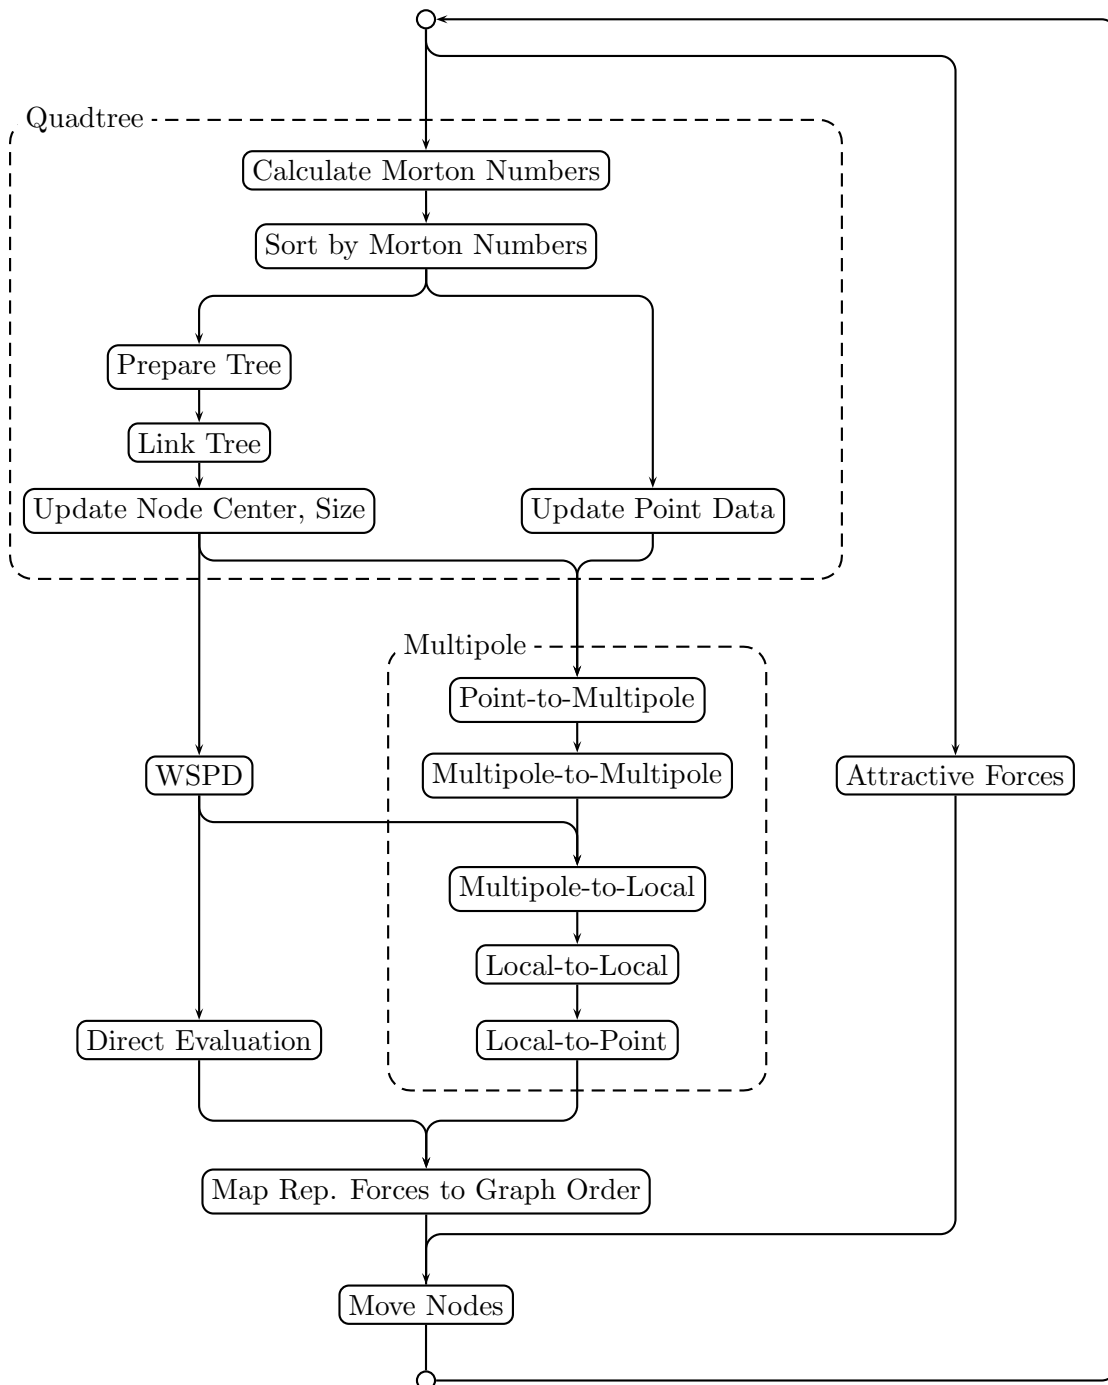 Quadtree
Calculate Morton Numbers
Sort by Morton Numbers
Prepare Tree
Link Tree
Update Node Center, Size
Update Point Data
Multipole
Point-to-Multipole
WSPD
Multipole-to-Multipole
Attractive Forces
Multipole-to-Local
Local-to-Local
Direct Evaluation
Local-to-Point
Map Rep. Forces to Graph Order
Move Nodes